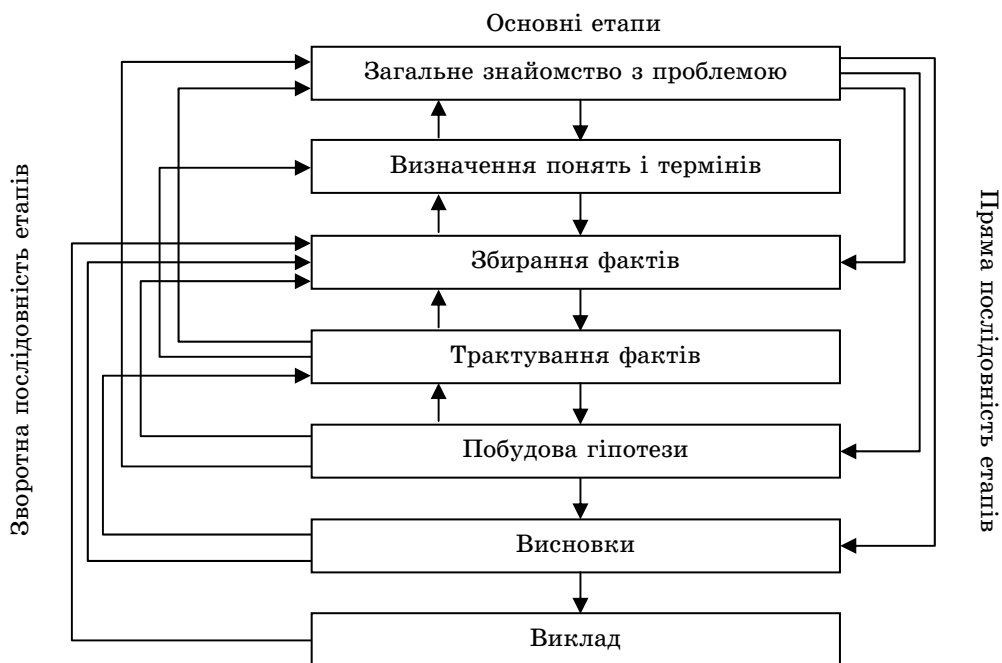 Основні етапи
Загальне знайомство з проблемою
Визначення понять і термінів
Збирання фактів
Трактування фактів
Побудова гіпотези
Висновки
Виклад
Зворотна послідовність етапів
Пряма послідовність етапів